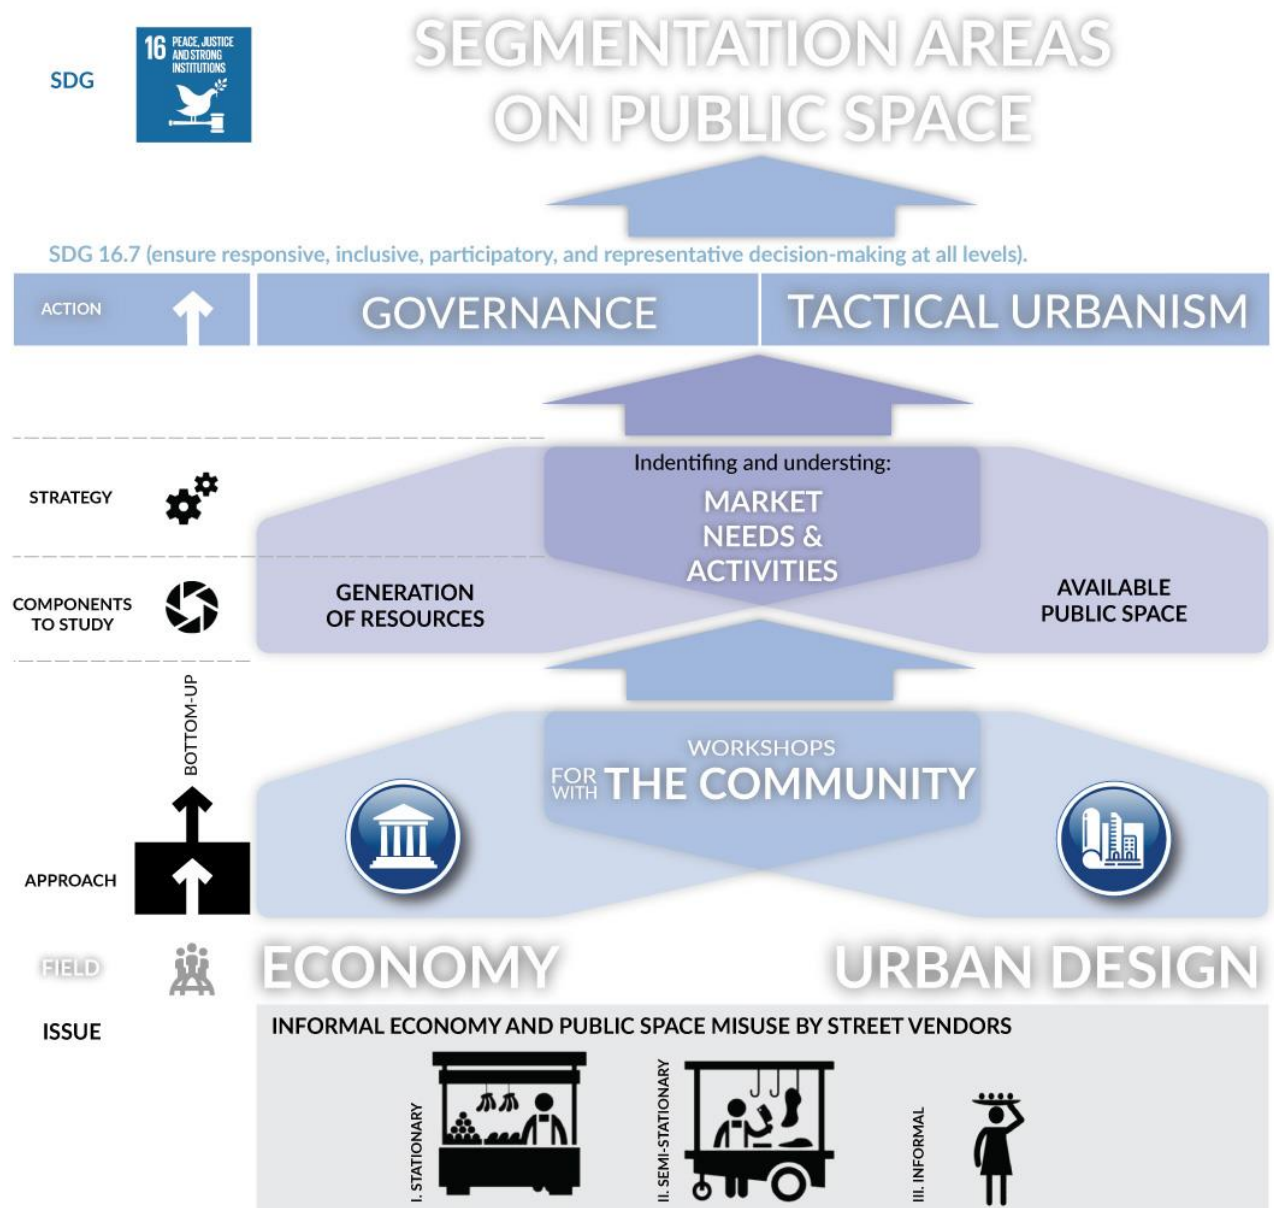 SDG
16 PEACE, JUSTICE
AND STRONG
INSTITUTIONS
SEGMENTATION AREAS
ON PUBLIC SPACE
SDG 16.7 (ensure responsive, inclusive, participatory, and representative decision-making at all levels).
ACTION
GOVERNANCE
TACTICAL URBANISM
STRATEGY
Indentifing and understing:
MARKET
NEEDS &
ACTIVITIES
COMPONENTS
TO STUDY
GENERATION
OF RESOURCES
AVAILABLE
PUBLIC SPACE
BOTTOM-UP
WORKSHOPS
FOR
WITH
THE COMMUNITY
APPROACH
FIELD
ECONOMY
URBAN DESIGN
ISSUE
INFORMAL ECONOMY AND PUBLIC SPACE MISUSE BY STREET VENDORS
I. STATIONARY
II. SEMI-STATIONARY
III. INFORMAL